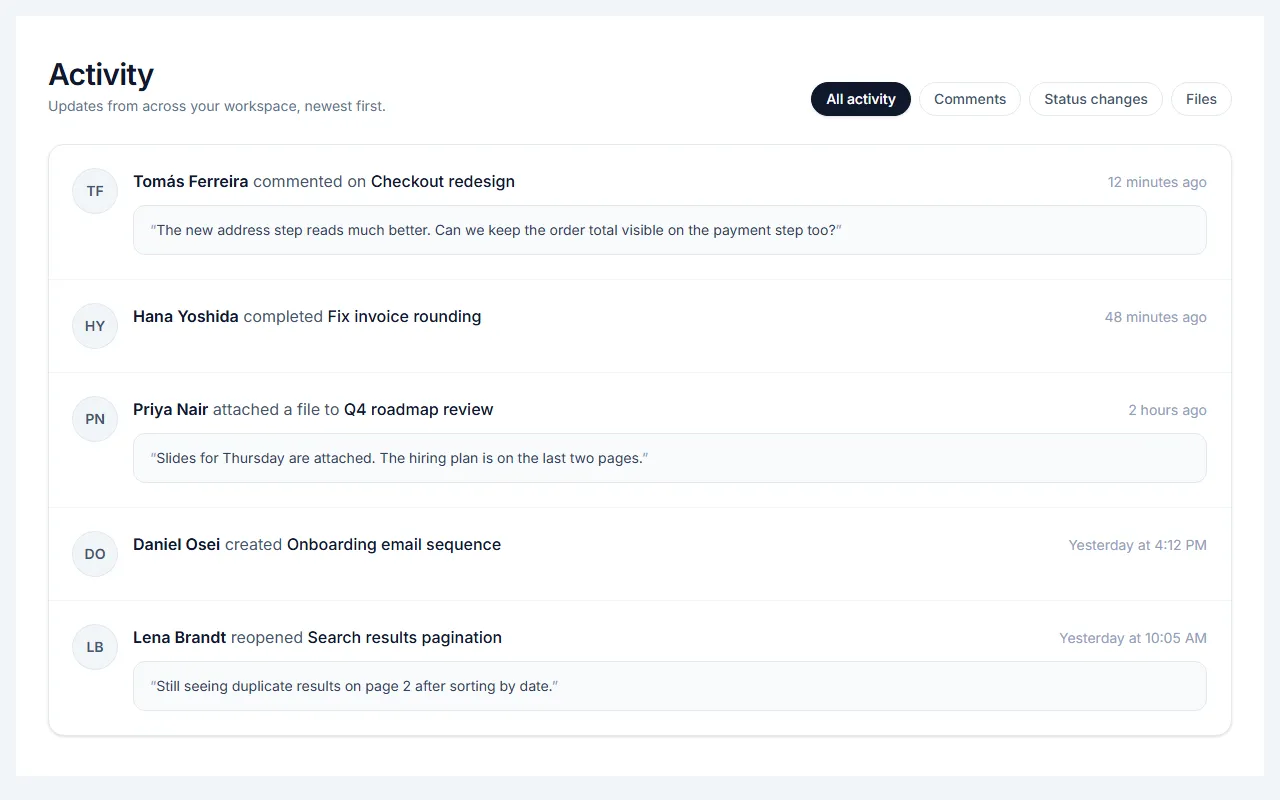 Activity
Updates from across your workspace, newest first.
All activity
Comments
Status changes
Files
TF
Tomás Ferreira commented on Checkout redesign
12 minutes ago
"The new address step reads much better. Can we keep the order total visible on the payment step too?"
HY
Hana Yoshida completed Fix invoice rounding
48 minutes ago
PN
Priya Nair attached a file to Q4 roadmap review
2 hours ago
"Slides for Thursday are attached. The hiring plan is on the last two pages."
DO
Daniel Osei created Onboarding email sequence
Yesterday at 4:12 PM
LB
Lena Brandt reopened Search results pagination
Yesterday at 10:05 AM
"Still seeing duplicate results on page 2 after sorting by date."